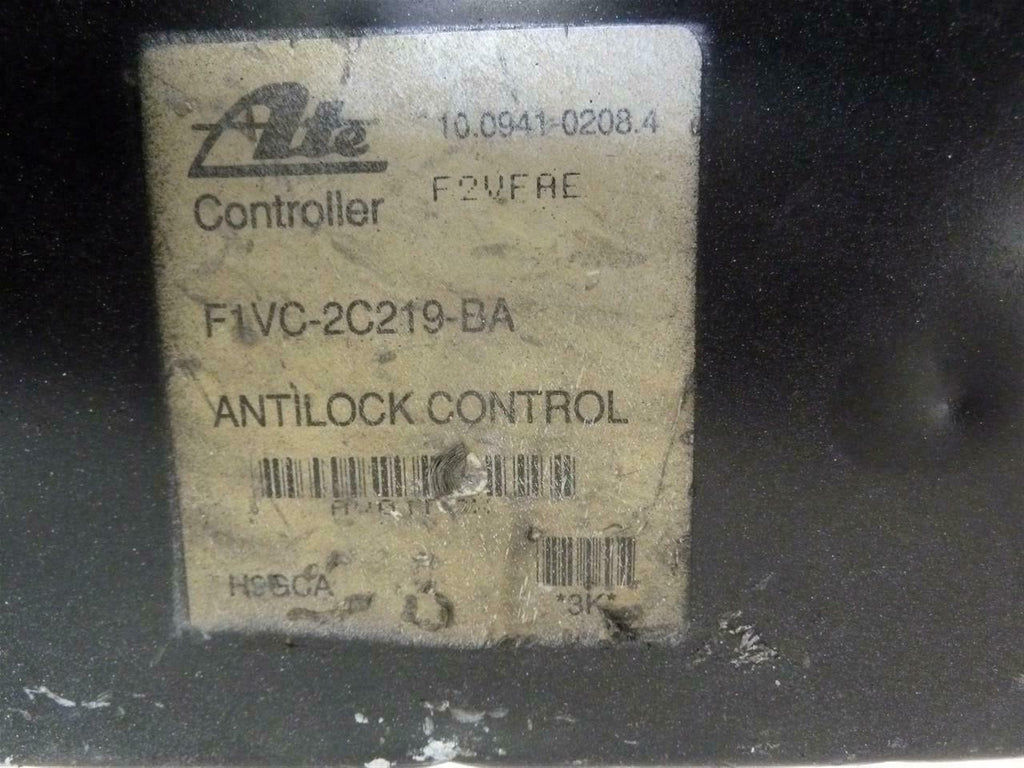 Ate
10.0941-0208.4
Controller
F2VFAE
F1VC-2C219-BA
ANTILOCK CONTROL
*3K*